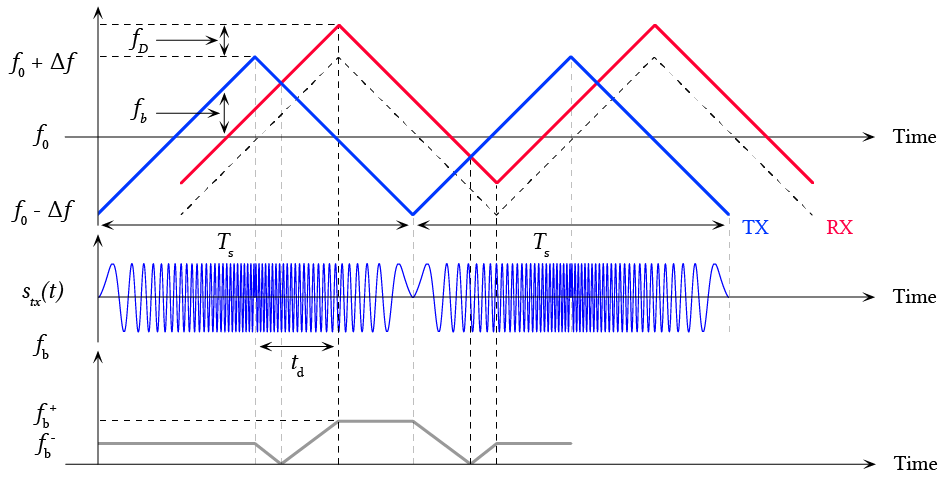 f_D
f_0 + Δf
f_b
f_0
Time
f_0 - Δf
TX
RX
T_s
T_s
s_tx(t)
Time
f_b
t_d
f_b^+
f_b^-
Time